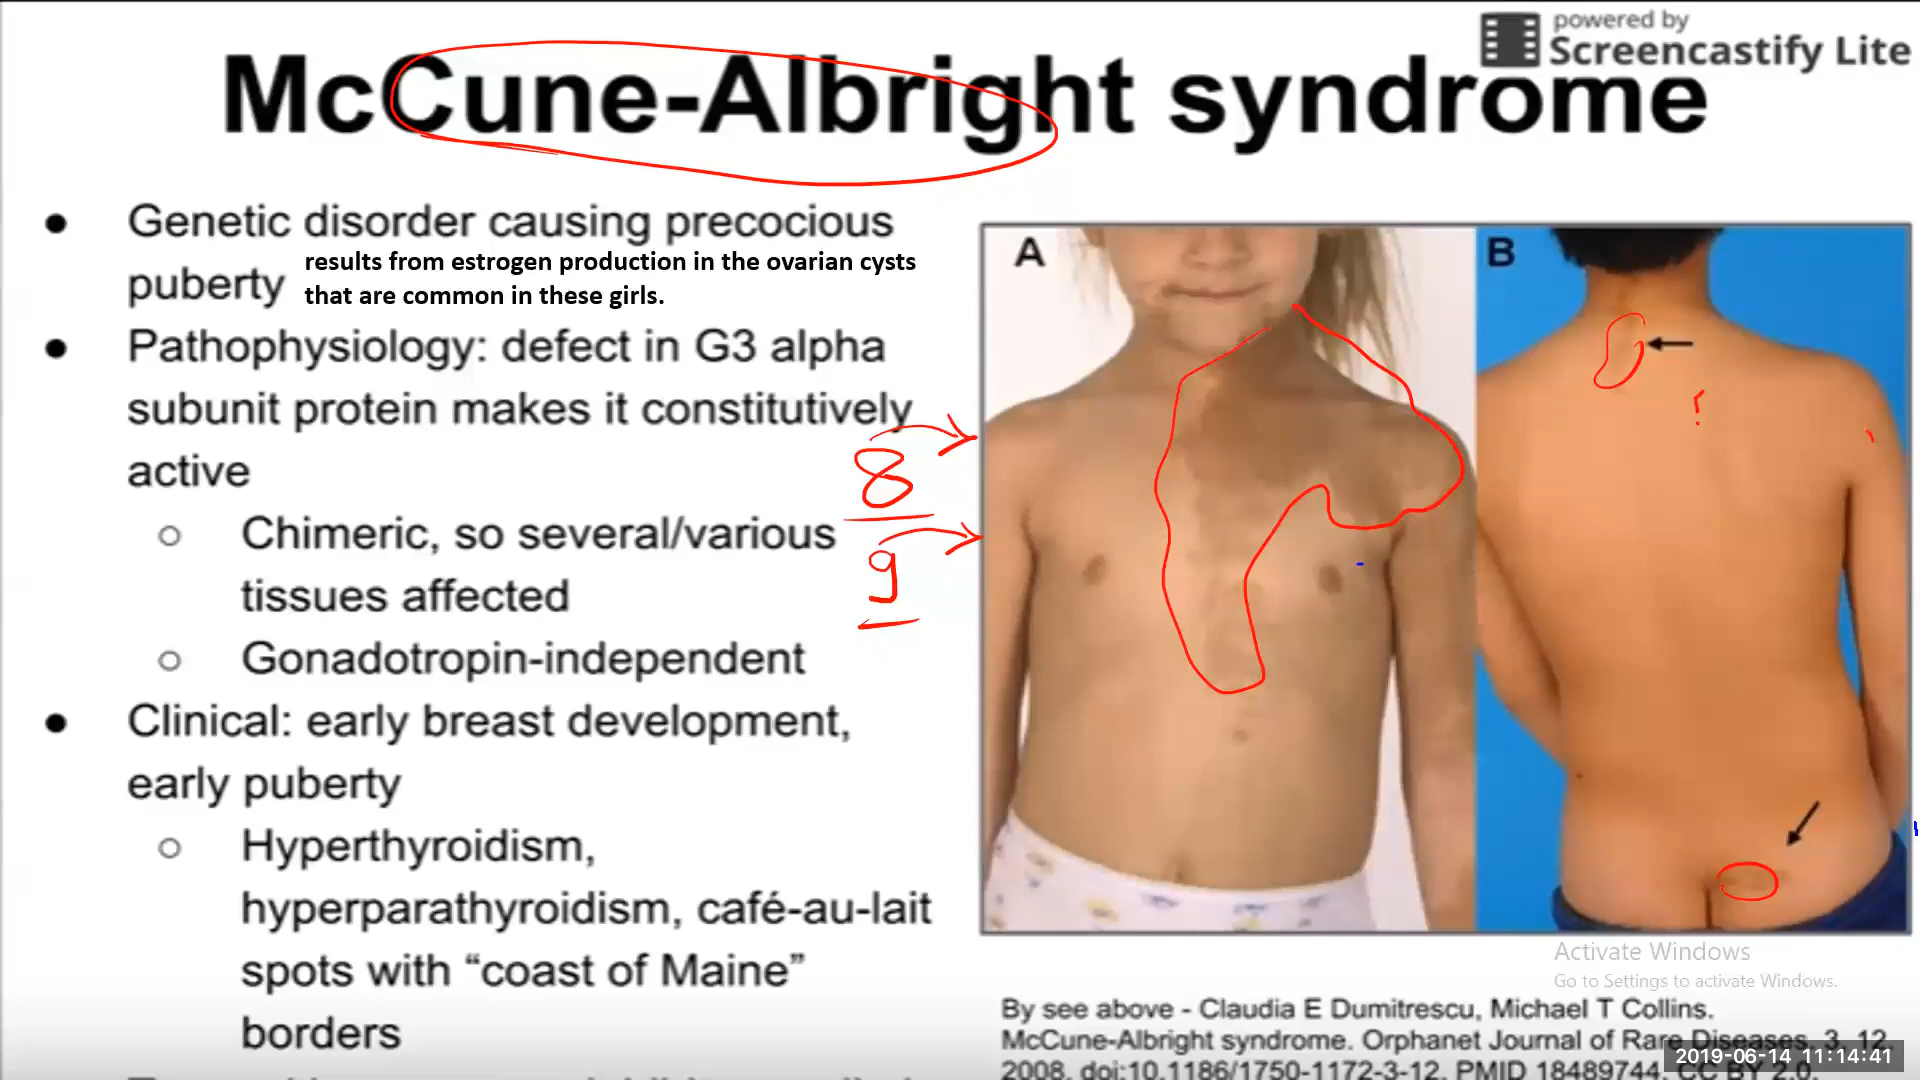 powered by
Screencastify Lite
McCune-Albright syndrome
● Genetic disorder causing precocious
puberty
results from estrogen production in the ovarian cysts
that are common in these girls.
● Pathophysiology: defect in G3 alpha
subunit protein makes it constitutively
active
○ Chimeric, so several/various
tissues affected
○ Gonadotropin-independent
● Clinical: early breast development,
early puberty
○ Hyperthyroidism,
hyperparathyroidism, café-au-lait
spots with “coast of Maine”
borders
8
9
A
B
Activate Windows
Go to Settings to activate Windows.
By see above - Claudia E Dumitrescu, Michael T Collins.
McCune-Albright syndrome. Orphanet Journal of Rare Diseases, 3, 12.
2008. doi:10.1186/1750-1172-3-12. PMID 18489744, CC BY 2.0,
2019-06-14 11:14:41